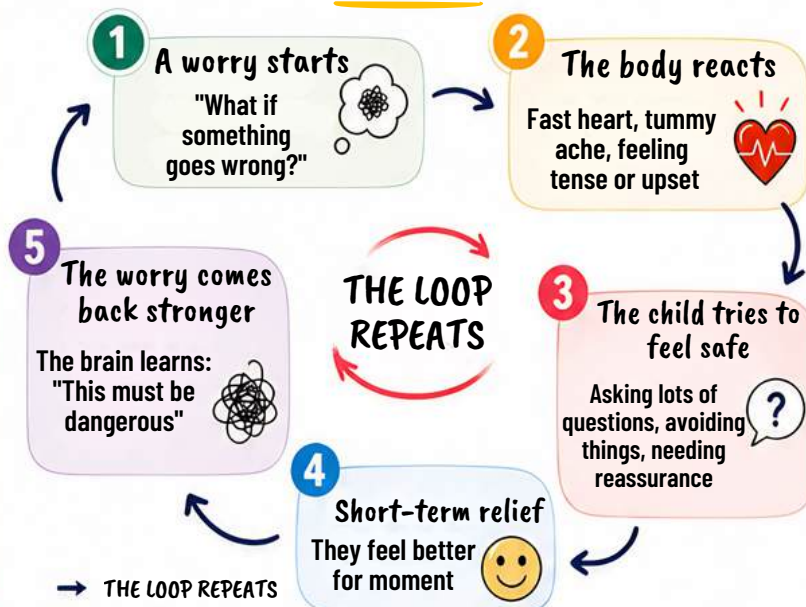 1
A worry starts
"What if
something
goes wrong?"
2
The body reacts
Fast heart, tummy
ache, feeling
tense or upset
3
The child tries to
feel safe
Asking lots of
questions, avoiding
things, needing
reassurance
?
4
Short-term relief
They feel better
for moment
5
The worry comes
back stronger
The brain learns:
"This must be
dangerous"
THE LOOP
REPEATS
THE LOOP REPEATS